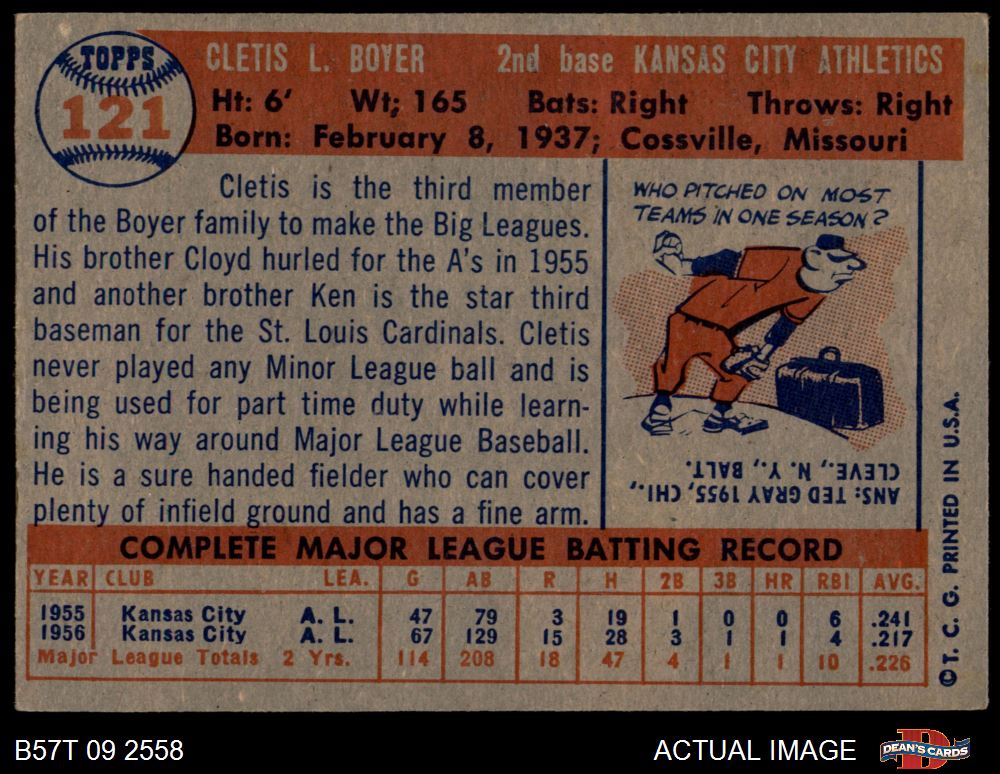 TOPPS
121
CLETIS L. BOYER 2nd base KANSAS CITY ATHLETICS
Ht: 6' Wt; 165 Bats: Right Throws: Right
Born: February 8, 1937; Cossville, Missouri
Cletis is the third member
of the Boyer family to make the Big Leagues.
His brother Cloyd hurled for the A's in 1955
and another brother Ken is the star third
baseman for the St. Louis Cardinals. Cletis
never played any Minor League ball and is
being used for part time duty while learn-
ing his way around Major League Baseball.
He is a sure handed fielder who can cover
plenty of infield ground and has a fine arm.
WHO PITCHED ON MOST
TEAMS IN ONE SEASON?
ANS: TED GRAY 1955, CHI.,
CLEVE., N.Y., BALT.
COMPLETE MAJOR LEAGUE BATTING RECORD
YEAR CLUB LEA. G AB R H 2B 3B HR RBI AVG.
1955 Kansas City A. L. 47 79 3 19 1 0 0 6 .241
1956 Kansas City A. L. 67 129 15 28 3 1 1 4 .217
Major League Totals 2 Yrs. 114 208 18 47 4 1 1 10 .226
©T. C. G. PRINTED IN U.S.A.
B57T 09 2558
ACTUAL IMAGE
DEAN'S CARDS